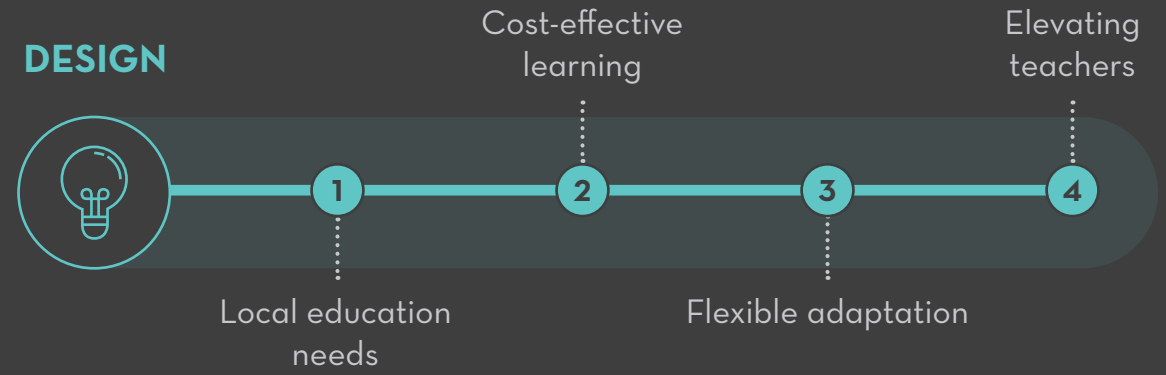 DESIGN
Cost-effective
learning
Elevating
teachers
1
2
3
4
Local education
needs
Flexible adaptation